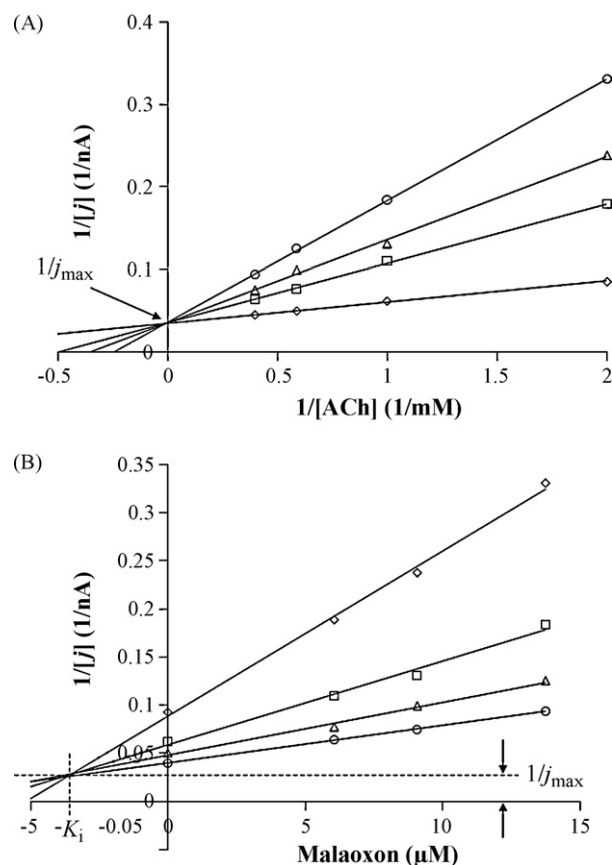 (A)
0.4
0.3
0.2
0.1
0
1/[j] (1/nA)
1/jmax
-0.5
0
0.5
1
1.5
2
1/[ACh] (1/mM)
(B)
0.35
0.3
0.25
0.2
0.15
0.1
0.05
0
-0.05
1/[j] (1/nA)
1/jmax
-5
-Ki
0
5
10
15
Malaoxon (µM)